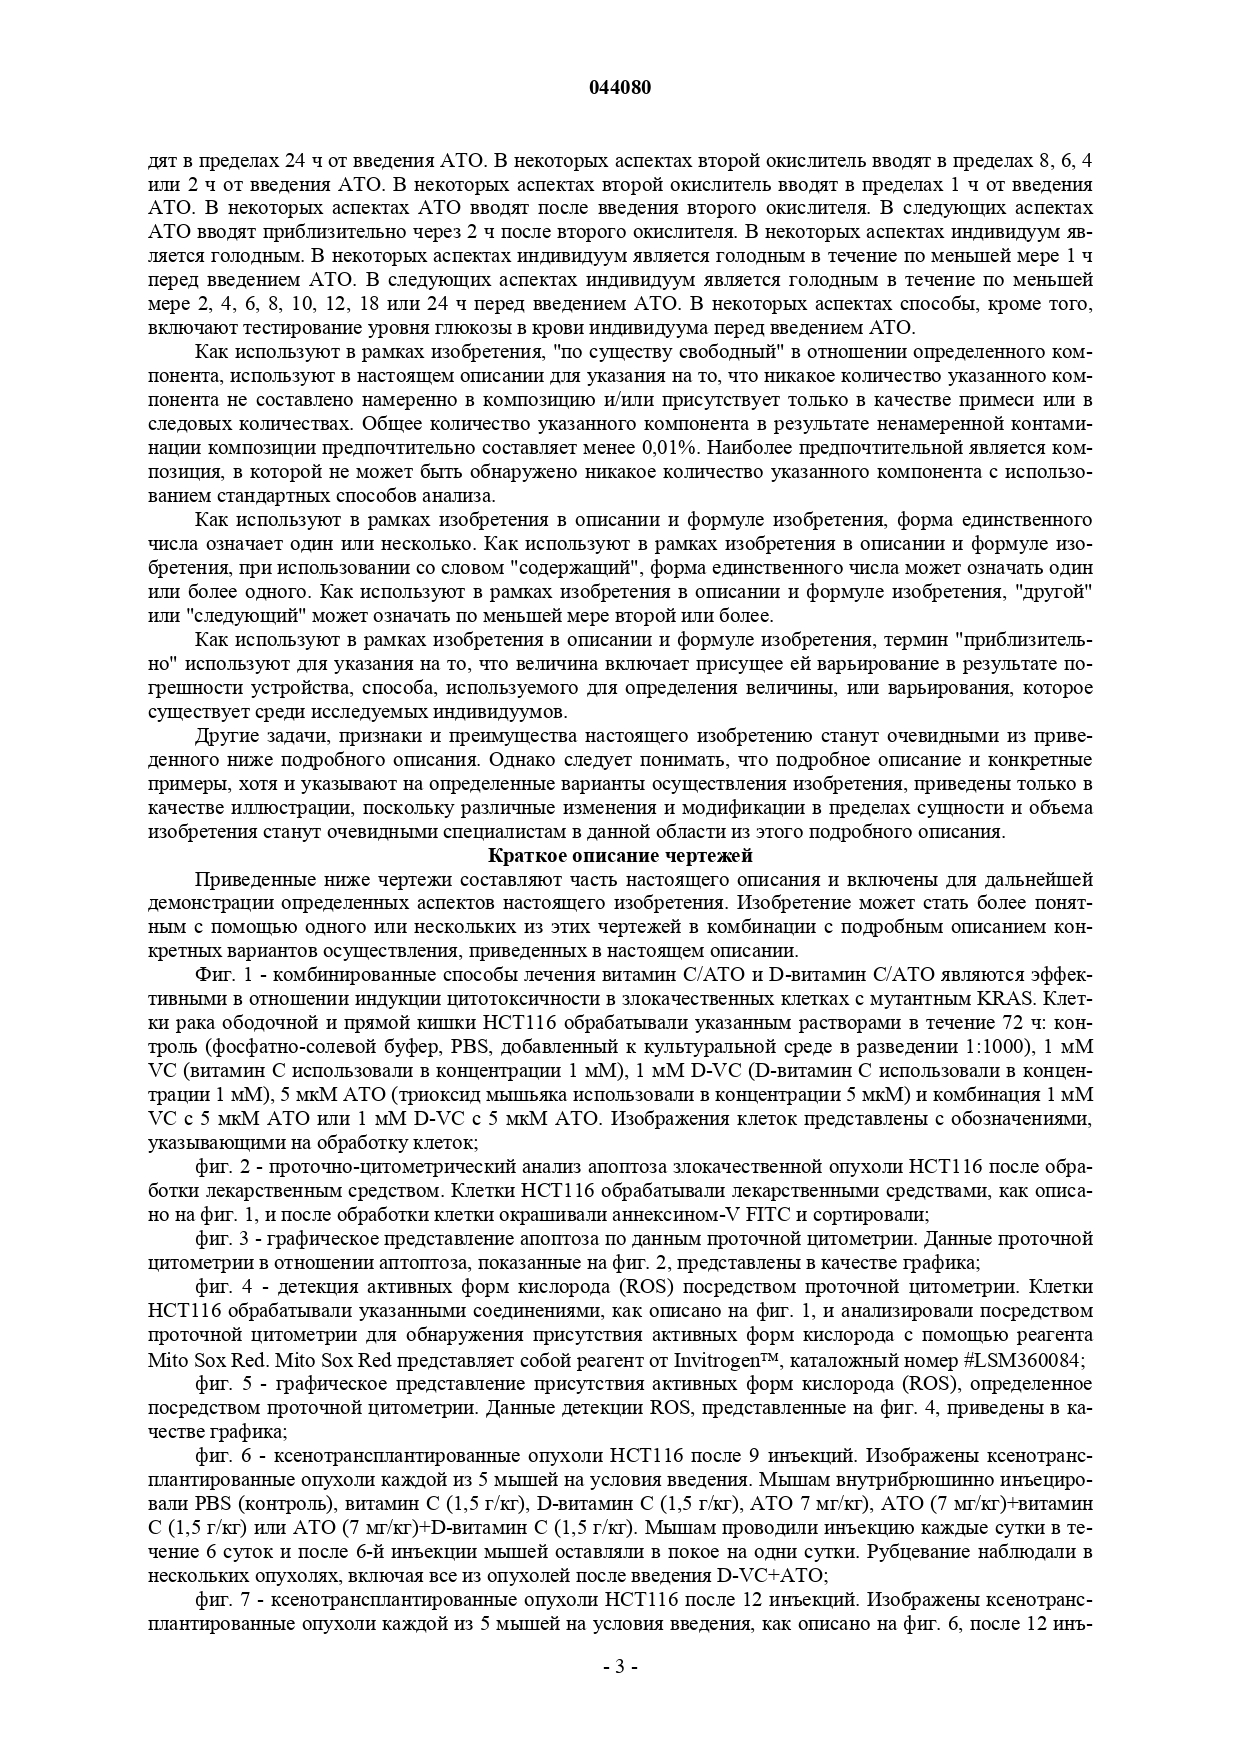 044080
дят в пределах 24 ч от введения АТО. В некоторых аспектах второй окислитель вводят в пределах 8, 6, 4
или 2 ч от введения АТО. В некоторых аспектах второй окислитель вводят в пределах 1 ч от введения
АТО. В некоторых аспектах АТО вводят после введения второго окислителя. В следующих аспектах
АТО вводят приблизительно через 2 ч после второго окислителя. В некоторых аспектах индивидуум яв-
ляется голодным. В некоторых аспектах индивидуум является голодным в течение по меньшей мере 1 ч
перед введением АТО. В следующих аспектах индивидуум является голодным в течение по меньшей
мере 2, 4, 6, 8, 10, 12, 18 или 24 ч перед введением АТО. В некоторых аспектах способы, кроме того,
включают тестирование уровня глюкозы в крови индивидуума перед введением АТО.
Как используют в рамках изобретения, "по существу свободный" в отношении определенного ком-
понента, используют в настоящем описании для указания на то, что никакое количество указанного ком-
понента не составлено намеренно в композицию и/или присутствует только в качестве примеси или в
следовых количествах. Общее количество указанного компонента в результате ненамеренной контами-
нации композиции предпочтительно составляет менее 0,01%. Наиболее предпочтительной является ком-
позиция, в которой не может быть обнаружено никакое количество указанного компонента с использо-
ванием стандартных способов анализа.
Как используют в рамках изобретения в описании и формуле изобретения, форма единственного
числа означает один или несколько. Как используют в рамках изобретения в описании и формуле изо-
бретения, при использовании со словом "содержащий", форма единственного числа может означать один
или более одного. Как используют в рамках изобретения в описании и формуле изобретения, "другой"
или "следующий" может означать по меньшей мере второй или более.
Как используют в рамках изобретения в описании и формуле изобретения, термин "приблизитель-
но" используют для указания на то, что величина включает присущее ей варьирование в результате по-
грешности устройства, способа, используемого для определения величины, или варьирования, которое
существует среди исследуемых индивидуумов.
Другие задачи, признаки и преимущества настоящего изобретению станут очевидными из приве-
денного ниже подробного описания. Однако следует понимать, что подробное описание и конкретные
примеры, хотя и указывают на определенные варианты осуществления изобретения, приведены только в
качестве иллюстрации, поскольку различные изменения и модификации в пределах сущности и объема
изобретения станут очевидными специалистам в данной области из этого подробного описания.
Краткое описание чертежей
Приведенные ниже чертежи составляют часть настоящего описания и включены для дальнейшей
демонстрации определенных аспектов настоящего изобретения. Изобретение может стать более понят-
ным с помощью одного или нескольких из этих чертежей в комбинации с подробным описанием кон-
кретных вариантов осуществления, приведенных в настоящем описании.
Фиг. 1 - комбинированные способы лечения витамин C/ATO и D-витамин C/ATO являются эффек-
тивными в отношении индукции цитотоксичности в злокачественных клетках с мутантным KRAS. Клет-
ки рака ободочной и прямой кишки HCT116 обрабатывали указанным растворами в течение 72 ч: кон-
троль (фосфатно-солевой буфер, PBS, добавленный к культуральной среде в разведении 1:1000), 1 мМ
VC (витамин C использовали в концентрации 1 мМ), 1 мМ D-VC (D-витамин C использовали в концен-
трации 1 мМ), 5 мкМ АТО (триоксид мышьяка использовали в концентрации 5 мкМ) и комбинация 1 мМ
VC с 5 мкМ АТО или 1 мМ D-VC с 5 мкМ АТО. Изображения клеток представлены с обозначениями,
указывающими на обработку клеток;
фиг. 2 - проточно-цитометрический анализ апоптоза злокачественной опухоли HCT116 после обра-
ботки лекарственным средством. Клетки HCT116 обрабатывали лекарственными средствами, как описа-
но на фиг. 1, и после обработки клетки окрашивали аннексином-V FITC и сортировали;
фиг. 3 - графическое представление апоптоза по данным проточной цитометрии. Данные проточной
цитометрии в отношении аптоптоза, показанные на фиг. 2, представлены в качестве графика;
фиг. 4 - детекция активных форм кислорода (ROS) посредством проточной цитометрии. Клетки
HCT116 обрабатывали указанными соединениями, как описано на фиг. 1, и анализировали посредством
проточной цитометрии для обнаружения присутствия активных форм кислорода с помощью реагента
Mito Sox Red. Mito Sox Red представляет собой реагент от Invitrogen™, каталожный номер #LSM360084;
фиг. 5 - графическое представление присутствия активных форм кислорода (ROS), определенное
посредством проточной цитометрии. Данные детекции ROS, представленные на фиг. 4, приведены в ка-
честве графика;
фиг. 6 - ксенотрансплантированные опухоли HCT116 после 9 инъекций. Изображены ксенотранс-
плантированные опухоли каждой из 5 мышей на условия введения. Мышам внутрибрюшинно инъециро-
вали PBS (контроль), витамин C (1,5 г/кг), D-витамин C (1,5 г/кг), ATO 7 мг/кг), ATO (7 мг/кг)+витамин
C (1,5 г/кг) или ATO (7 мг/кг)+D-витамин C (1,5 г/кг). Мышам проводили инъекцию каждые сутки в те-
чение 6 суток и после 6-й инъекции мышей оставляли в покое на одни сутки. Рубцевание наблюдали в
нескольких опухолях, включая все из опухолей после введения D-VC+ATO;
фиг. 7 - ксенотрансплантированные опухоли HCT116 после 12 инъекций. Изображены ксенотранс-
плантированные опухоли каждой из 5 мышей на условия введения, как описано на фиг. 6, после 12 инъ-
- 3 -